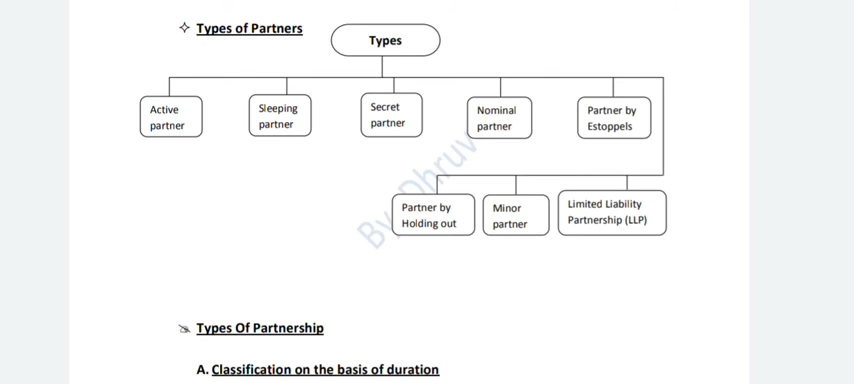 Types of Partners
Types
Active
partner
Sleeping
partner
Secret
partner
Nominal
partner
Partner by
Estoppels
Partner by
Holding out
Minor
partner
Limited Liability
Partnership (LLP)
By Dhruv
Types Of Partnership
A. Classification on the basis of duration